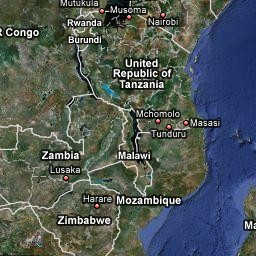 Mutukula
Musoma
Rwanda
Nairobi
R Congo
Burundi
United
Republic of
Tanzania
Mchomolo
Masasi
Tunduru
Zambia
Malawi
Lusaka
Harare
Mozambique
Zimbabwe
Ma